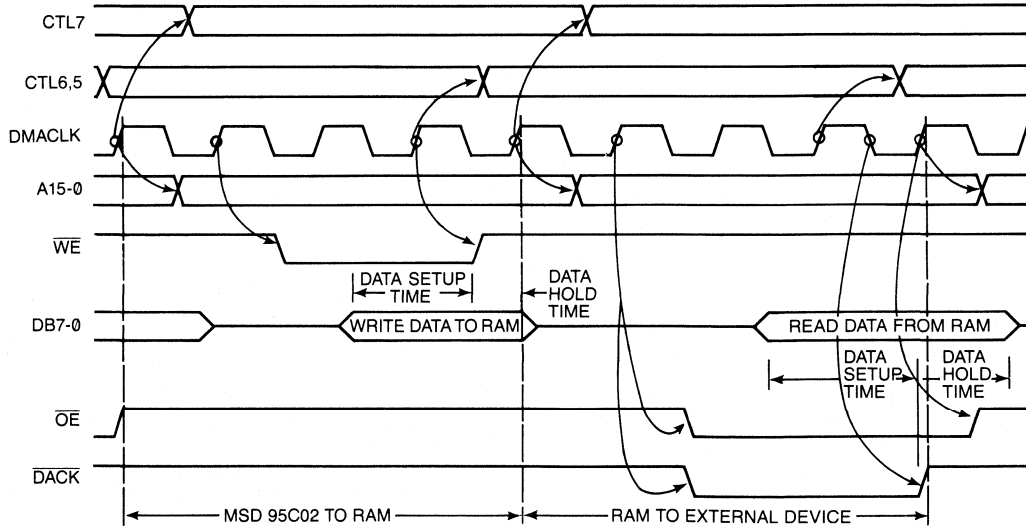 CTL7
CTL6,5
DMACLK
A15-0
WE
DATA SETUP
TIME
DATA
HOLD
TIME
DB7-0
WRITE DATA TO RAM
READ DATA FROM RAM
DATA
SETUP
TIME
DATA
HOLD
TIME
OE
DACK
MSD 95C02 TO RAM
RAM TO EXTERNAL DEVICE